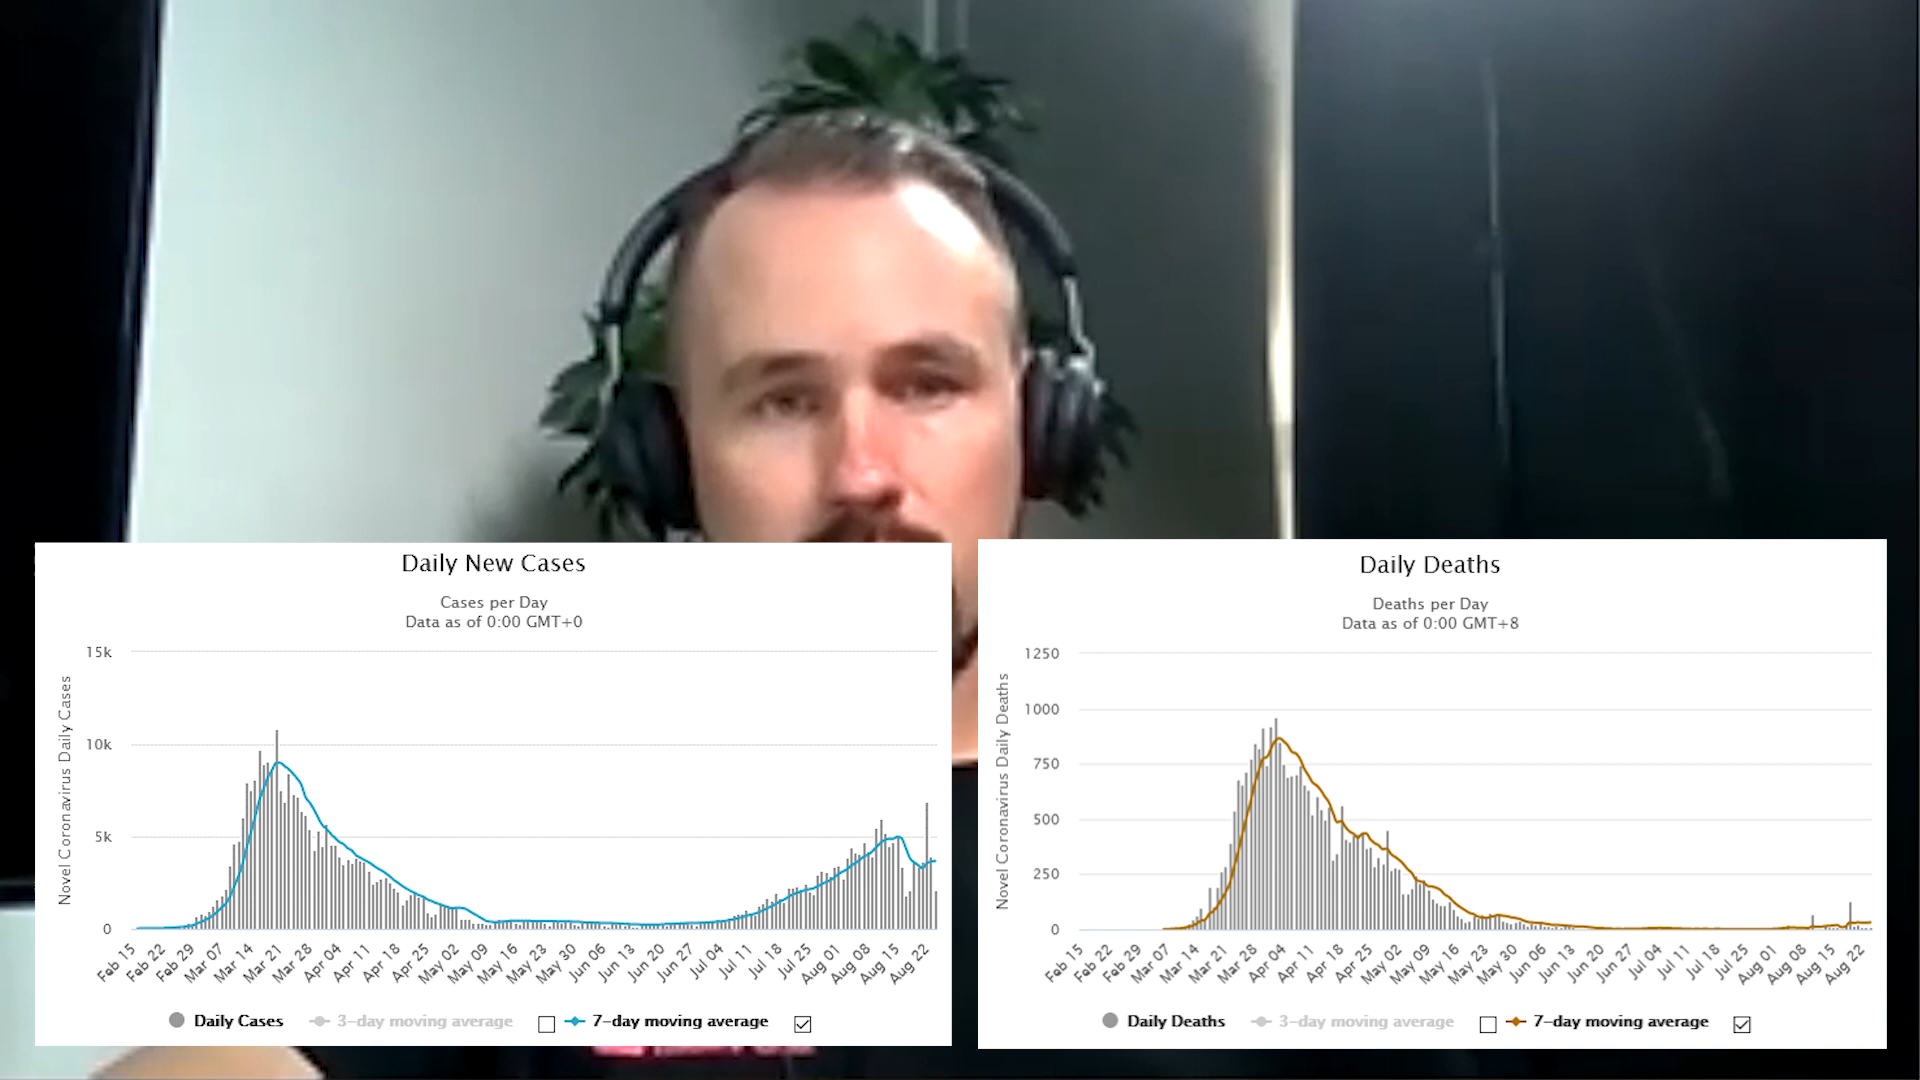 Daily New Cases
Cases per Day
Data as of 0:00 GMT+0
Novel Coronavirus Daily Cases
15k
10k
5k
0
Feb 15
Feb 22
Feb 29
Mar 07
Mar 14
Mar 21
Mar 28
Apr 04
Apr 11
Apr 18
Apr 25
May 02
May 09
May 16
May 23
May 30
Jun 06
Jun 13
Jun 20
Jun 27
Jul 04
Jul 11
Jul 18
Jul 25
Aug 01
Aug 08
Aug 15
Aug 22
Daily Cases
3-day moving average
7-day moving average
Daily Deaths
Deaths per Day
Data as of 0:00 GMT+8
Novel Coronavirus Daily Deaths
1250
1000
750
500
250
0
Feb 15
Feb 22
Feb 29
Mar 07
Mar 14
Mar 21
Mar 28
Apr 04
Apr 11
Apr 18
Apr 25
May 02
May 09
May 16
May 23
May 30
Jun 06
Jun 13
Jun 20
Jun 27
Jul 04
Jul 11
Jul 18
Jul 25
Aug 01
Aug 08
Aug 15
Aug 22
Daily Deaths
3-day moving average
7-day moving average